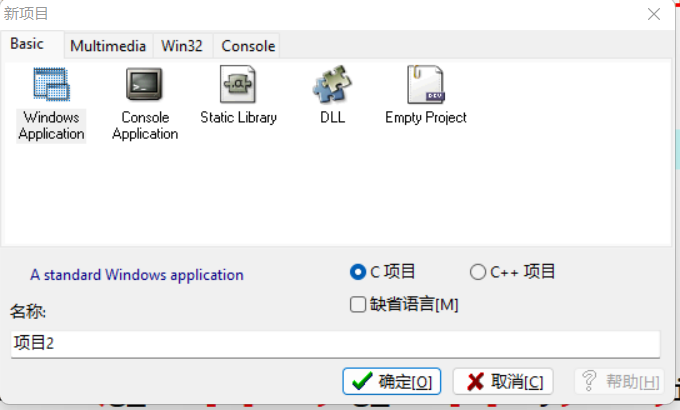 新项目
Basic Multimedia Win32 Console
Windows Application
Console Application
Static Library
DLL
Empty Project
DEV
A standard Windows application
C 项目 C++ 项目
缺省语言[M]
名称:
项目2
确定[O] 取消[C] 帮助[H]